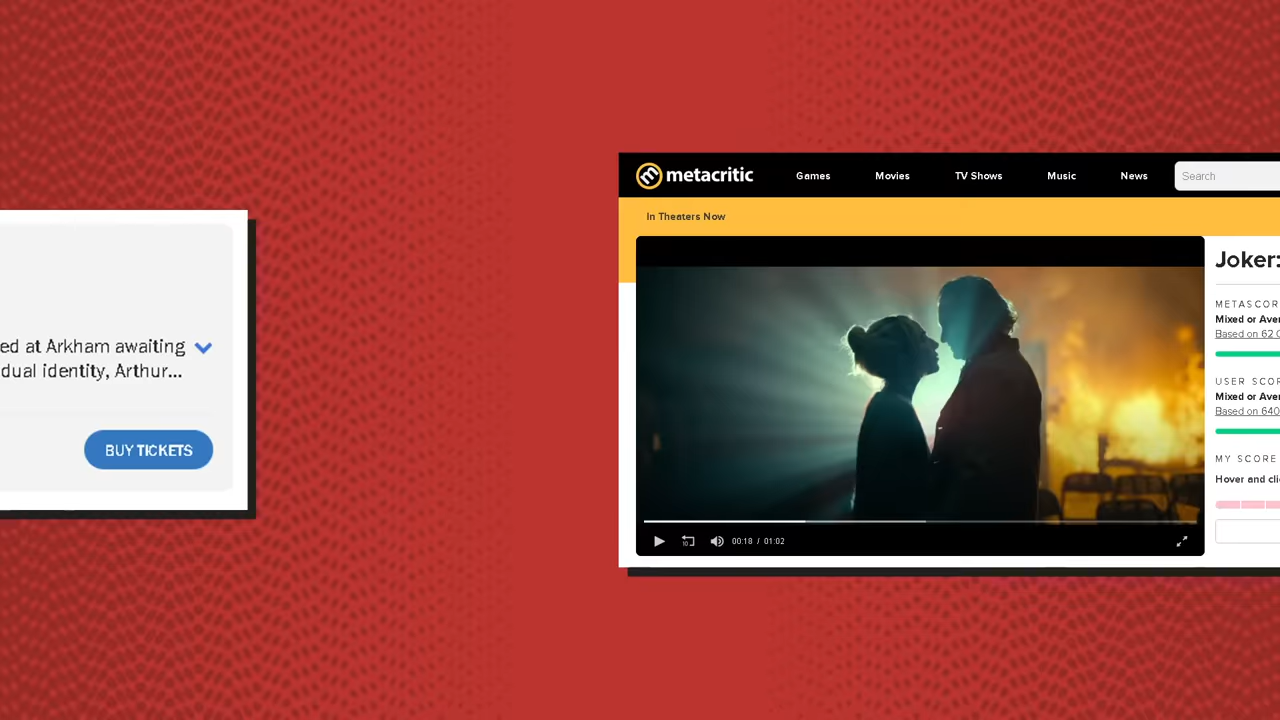 ed at Arkham awaiting
dual identity, Arthur...
BUY TICKETS
metacritic
Games
Movies
TV Shows
Music
News
Search
In Theaters Now
Joker:
METASCOR
Mixed or Aver
Based on 62 C
USER SCOR
Mixed or Aver
Based on 640
MY SCORE
Hover and clic
10
00:18 / 01:02